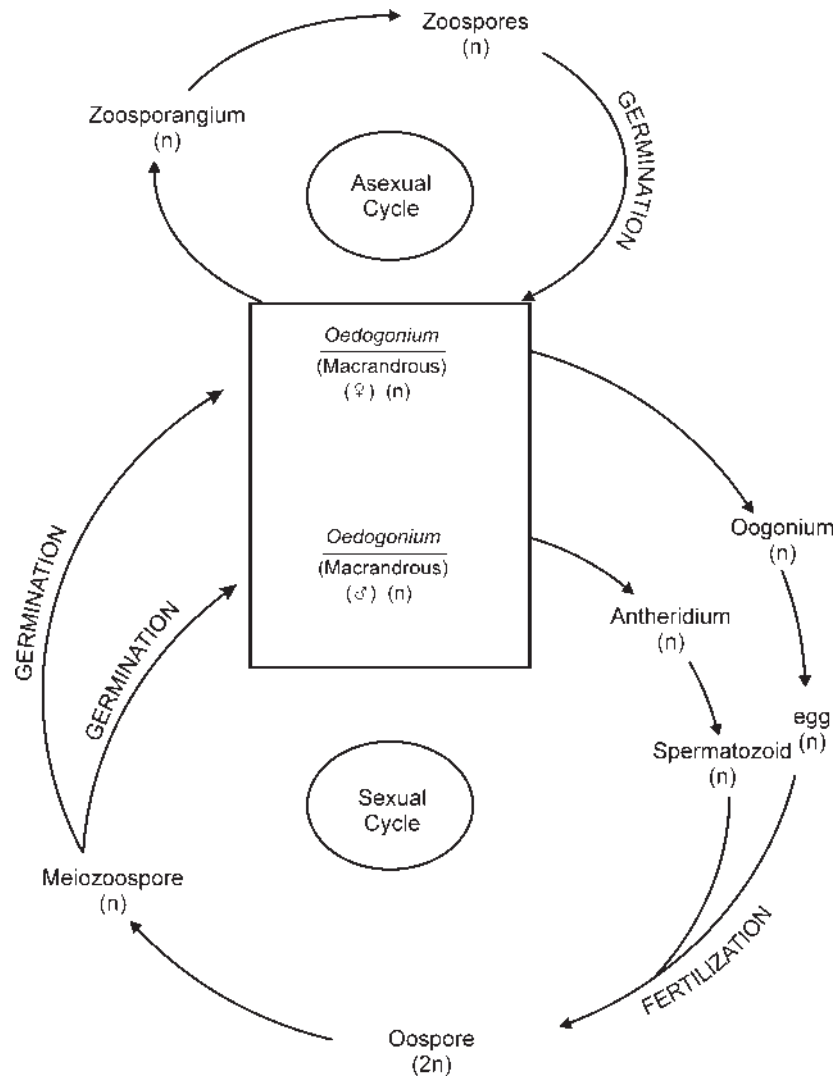 Zoospores
(n)
GERMINATION
Zoosporangium
(n)
Asexual
Cycle
Oedogonium
(Macrandrous)
(♀) (n)
Oedogonium
(Macrandrous)
(♂) (n)
Oogonium
(n)
Antheridium
(n)
egg
(n)
Spermatozoid
(n)
GERMINATION
GERMINATION
Sexual
Cycle
Meiozoospore
(n)
FERTILIZATION
Oospore
(2n)